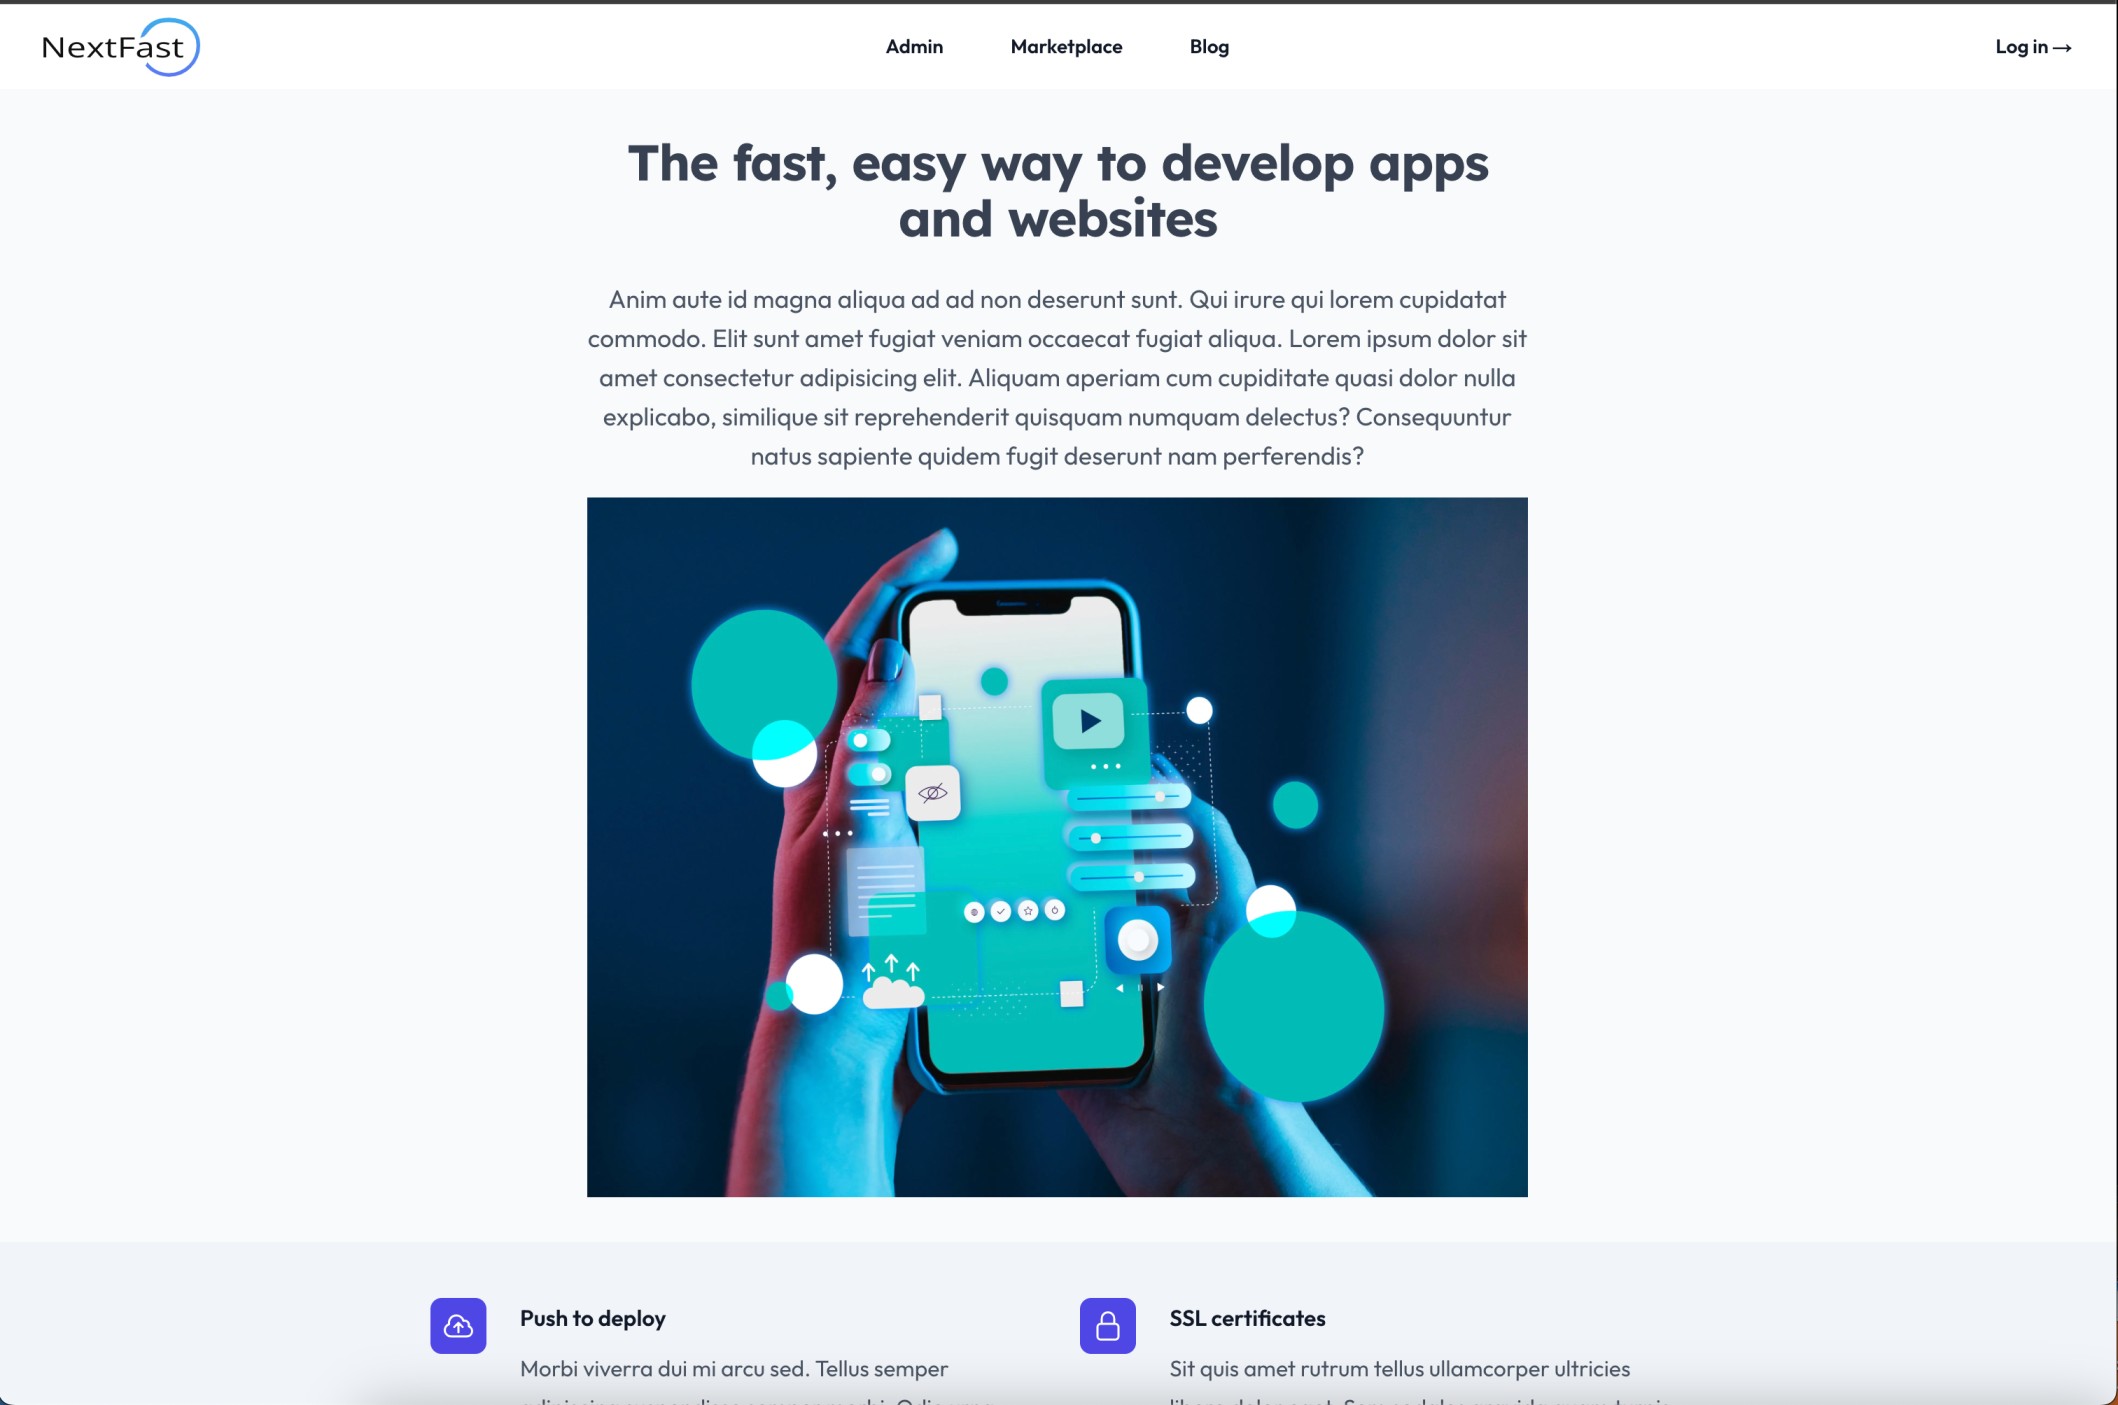 NextFast
Admin
Marketplace
Blog
Log in →
The fast, easy way to develop apps
and websites
Anim aute id magna aliqua ad ad non deserunt sunt. Qui irure qui lorem cupidatat
commodo. Elit sunt amet fugiat veniam occaecat fugiat aliqua. Lorem ipsum dolor sit
amet consectetur adipisicing elit. Aliquam aperiam cum cupiditate quasi dolor nulla
explicabo, similique sit reprehenderit quisquam numquam delectus? Consequuntur
natus sapiente quidem fugit deserunt nam perferendis?
Push to deploy
Morbi viverra dui mi arcu sed. Tellus semper
SSL certificates
Sit quis amet rutrum tellus ullamcorper ultricies